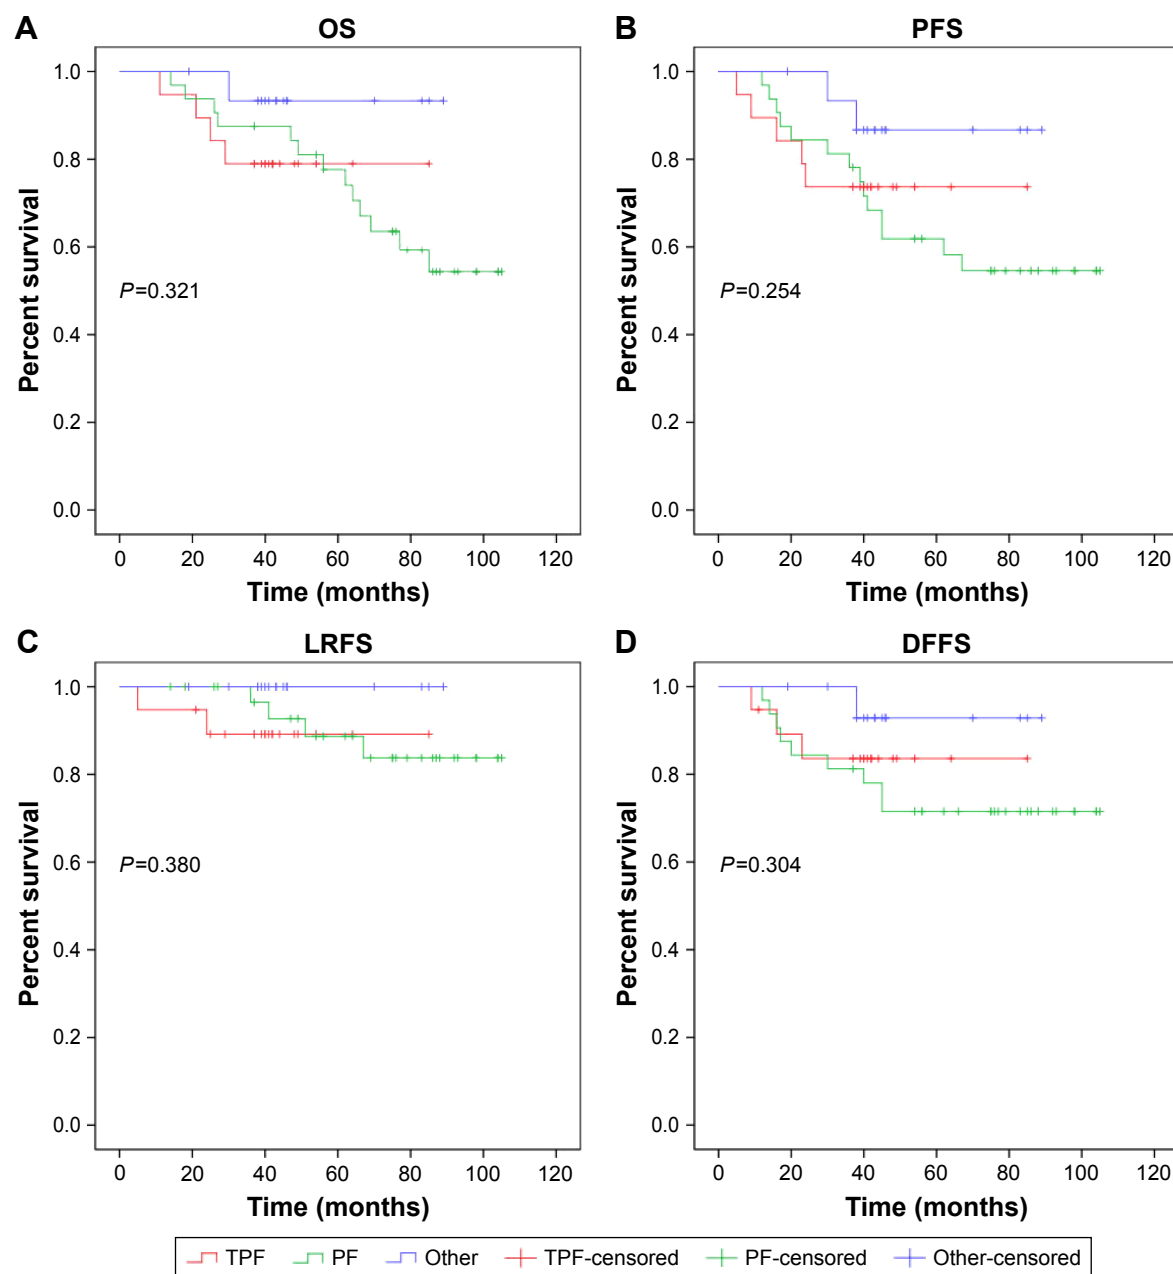 A
OS
1.0
0.8
0.6
0.4
0.2
0.0
Percent survival
P=0.321
0 20 40 60 80 100 120
Time (months)
B
PFS
1.0
0.8
0.6
0.4
0.2
0.0
Percent survival
P=0.254
0 20 40 60 80 100 120
Time (months)
C
LRFS
1.0
0.8
0.6
0.4
0.2
0.0
Percent survival
P=0.380
0 20 40 60 80 100 120
Time (months)
D
DFFS
1.0
0.8
0.6
0.4
0.2
0.0
Percent survival
P=0.304
0 20 40 60 80 100 120
Time (months)
TPF PF Other TPF-censored PF-censored Other-censored